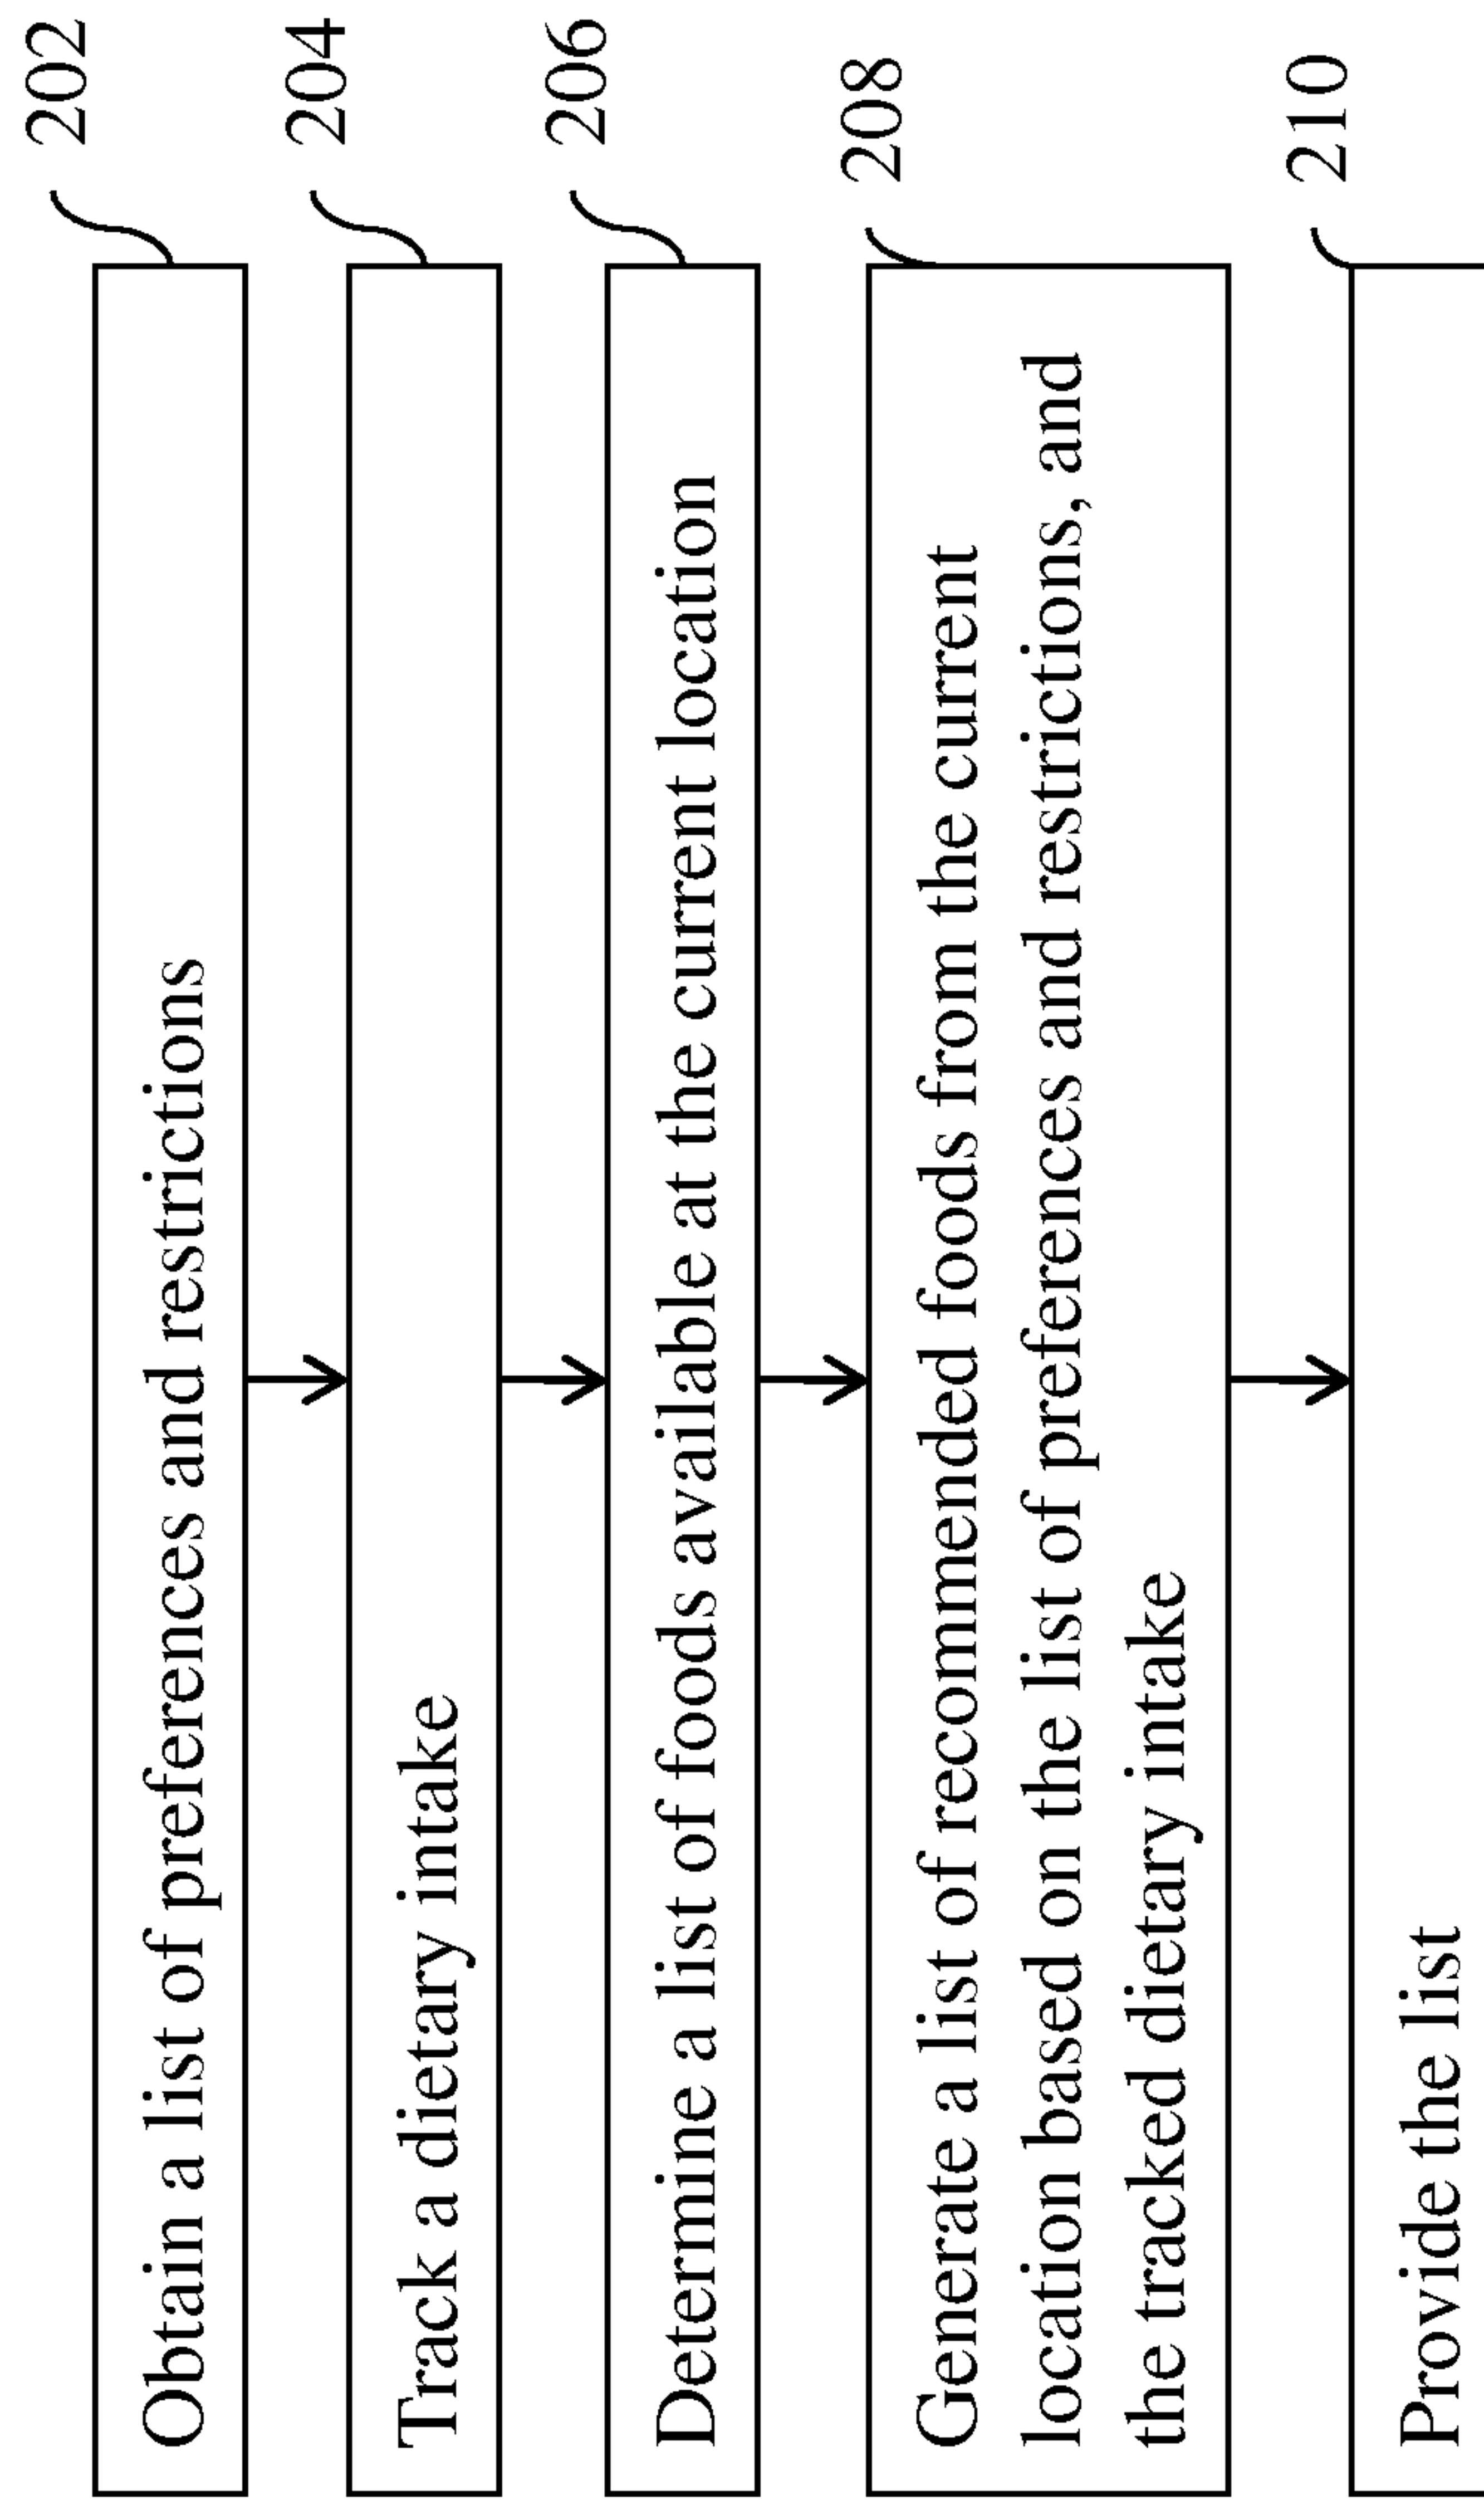 202
Obtain a list of preferences and restrictions
204
Track a dietary intake
206
Determine a list of foods available at the current location
208
Generate a list of recommended foods from the current
location based on the list of preferences and restrictions, and
the tracked dietary intake
210
Provide the list